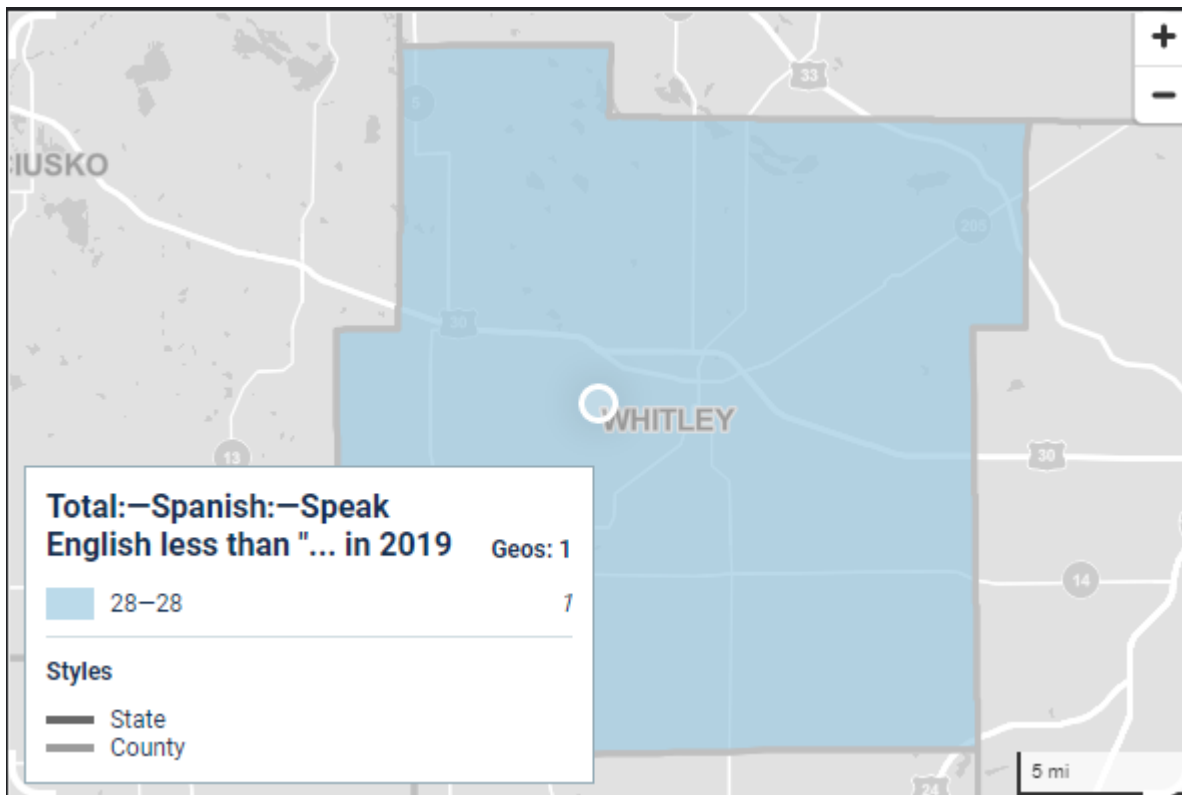 +
33
5
IUSKO
205
−
30
WHITLEY
30
13
Total:—Spanish:—Speak
English less than "... in 2019
Geos: 1
28—28
1
14
Styles
State
County
5 mi
24